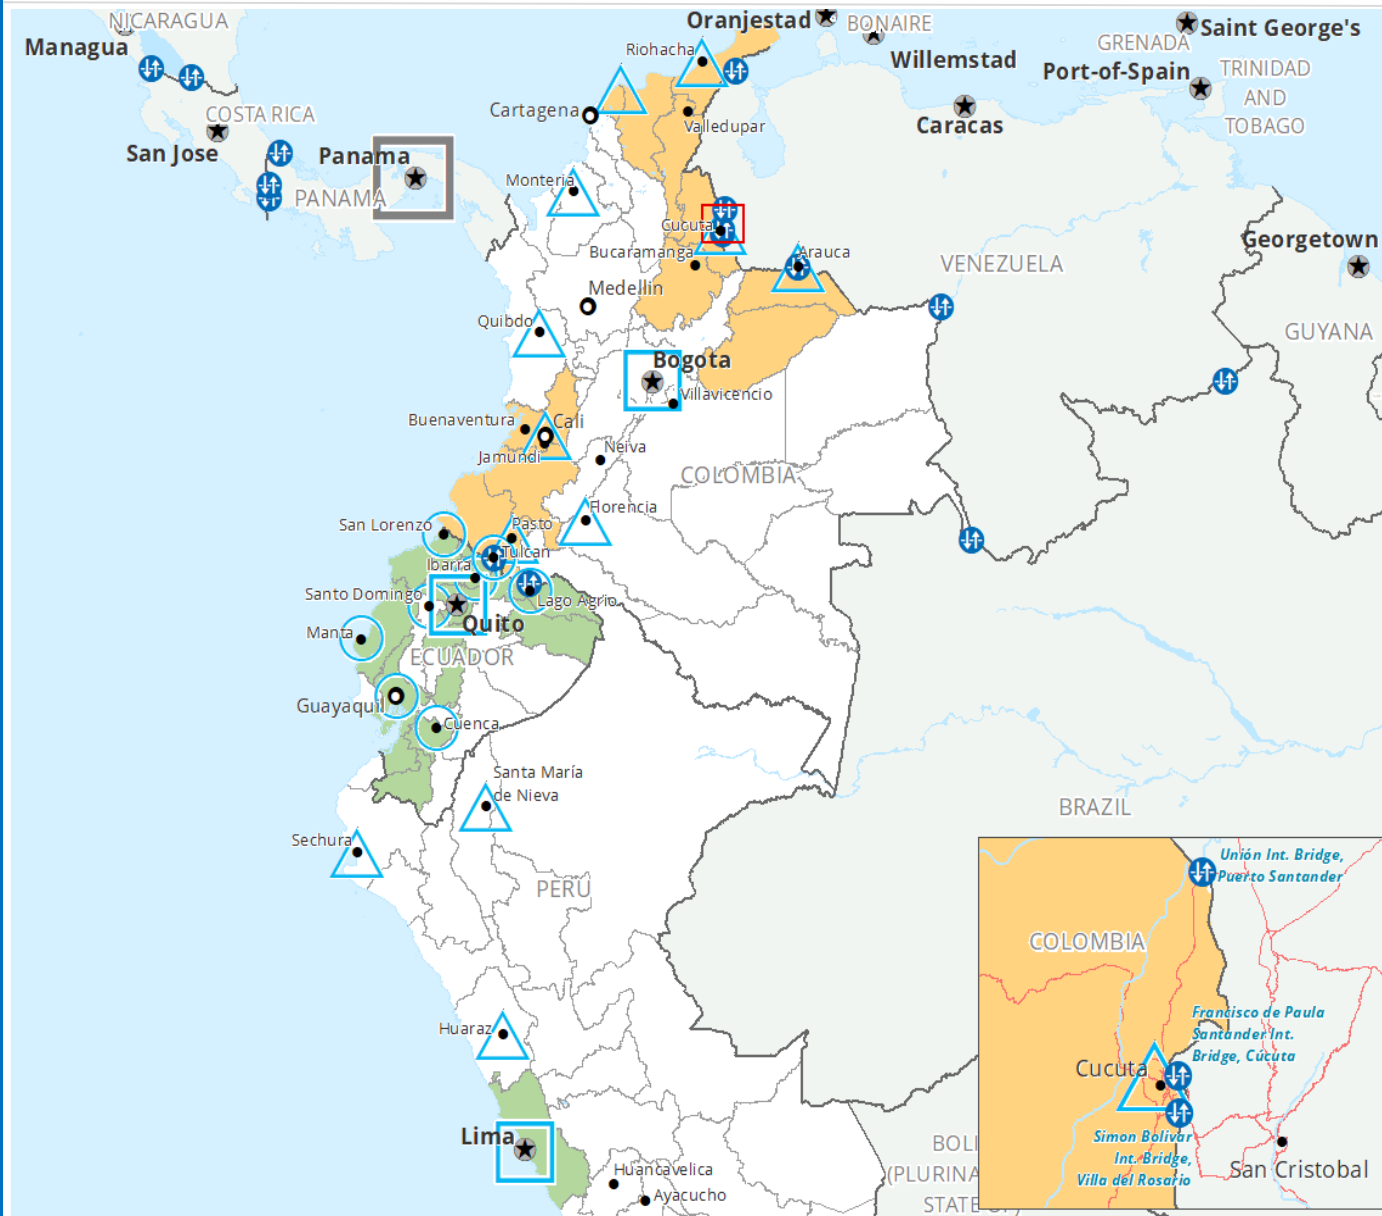 NICARAGUA
Managua
Oranjestad
BONAIRE
Willemstad
Saint George's
GRENADA
Port-of-Spain
TRINIDAD
AND
TOBAGO
Riohacha
COSTA RICA
San Jose
Panama
PANAMA
Cartagena
Valledupar
Caracas
Monteria
Cucuta
Bucaramanga
Arauca
VENEZUELA
Georgetown
GUYANA
Medellin
Quibdo
Bogota
Villavicencio
Buenaventura
Cali
Jamundi
Neiva
COLOMBIA
Florencia
San Lorenzo
Pasto
Tulcan
Ibarra
Santo Domingo
Lago Agrio
Quito
Manta
ECUADOR
Guayaquil
Cuenca
Santa María
de Nieva
Sechura
PERU
BRAZIL
Huaraz
Lima
Huancavelica
Ayacucho
BOLI
(PLURINA
STATE OF)
Unión Int. Bridge,
Puerto Santander
COLOMBIA
Francisco de Paula
Santander Int.
Bridge, Cúcuta
Cucuta
Simon Bolivar
Int. Bridge,
Villa del Rosario
San Cristobal